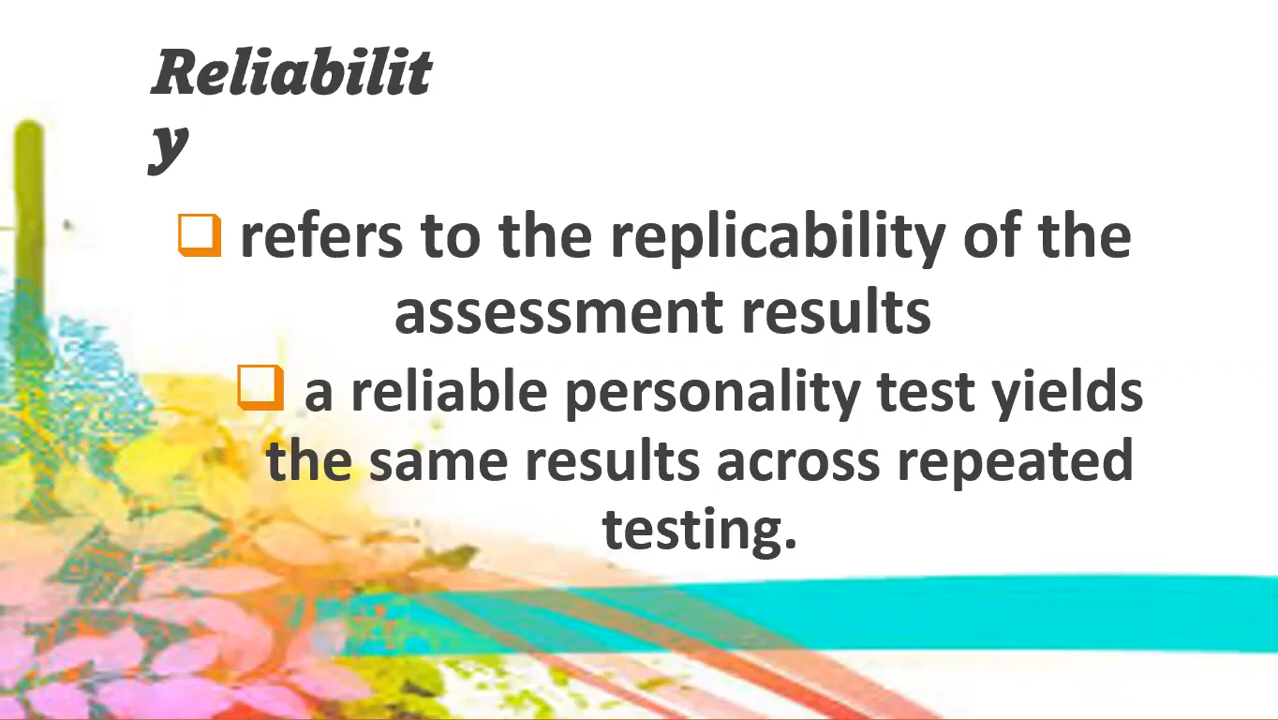 Reliabilit
y
❑ refers to the replicability of the
assessment results
❑ a reliable personality test yields
the same results across repeated
testing.